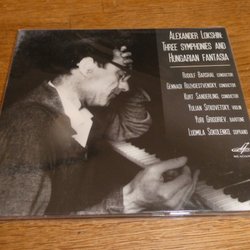 Alexander Lokshin:
Three Symphonies and
Hungarian Fantasia
Rudolf Barshai, conductor
Gennadi Rozhdestvensky, conductor
Kurt Sanderling, conductor
Yulian Sitkovetsky, violin
Yuri Grigoriev, baritone
Ludmila Sokolenko, soprano